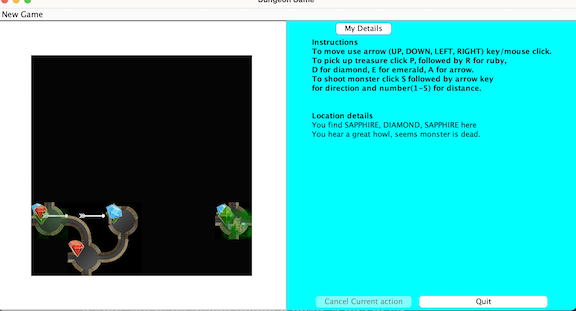 Dungeon Game
New Game
My Details
Instructions
To move use arrow (UP, DOWN, LEFT, RIGHT) key/mouse click.
To pick up treasure click P, followed by R for ruby,
D for diamond, E for emerald, A for arrow.
To shoot monster click S followed by arrow key
for direction and number(1-5) for distance.
Location details
You find SAPPHIRE, DIAMOND, SAPPHIRE here
You hear a great howl, seems monster is dead.
Cancel Current action
Quit